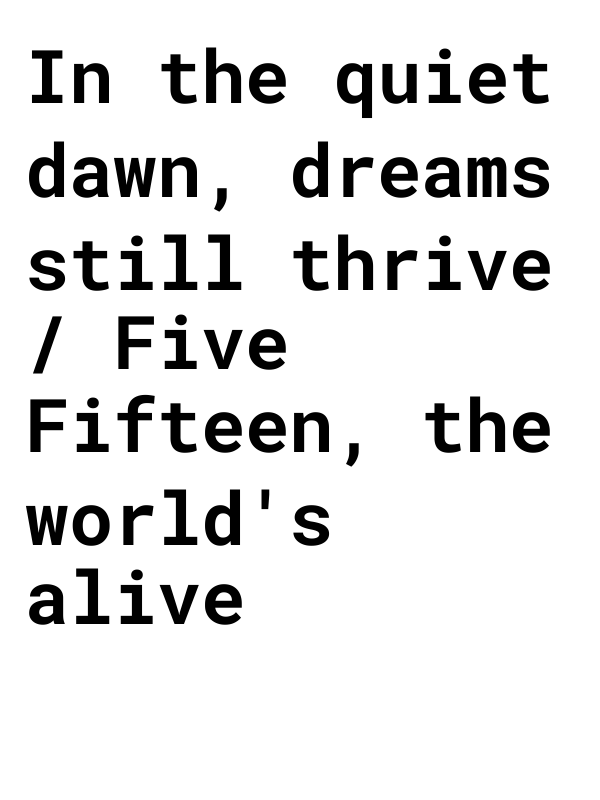 In the quiet
dawn, dreams
still thrive
/ Five
Fifteen, the
world's
alive